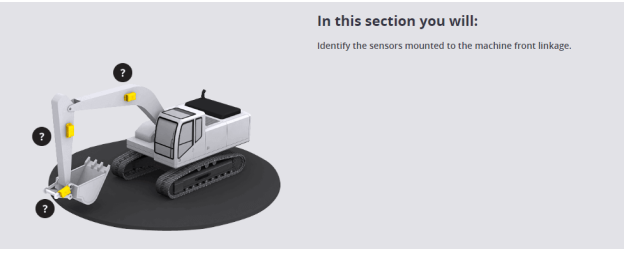 In this section you will:
Identify the sensors mounted to the machine front linkage.
?
?
?